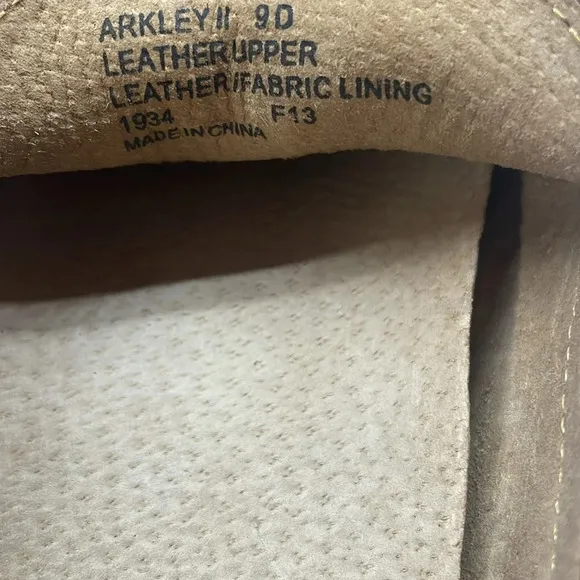 ARKLEY II 9D
LEATHER UPPER
LEATHER/FABRIC LINING
1934 F13
MADE IN CHINA